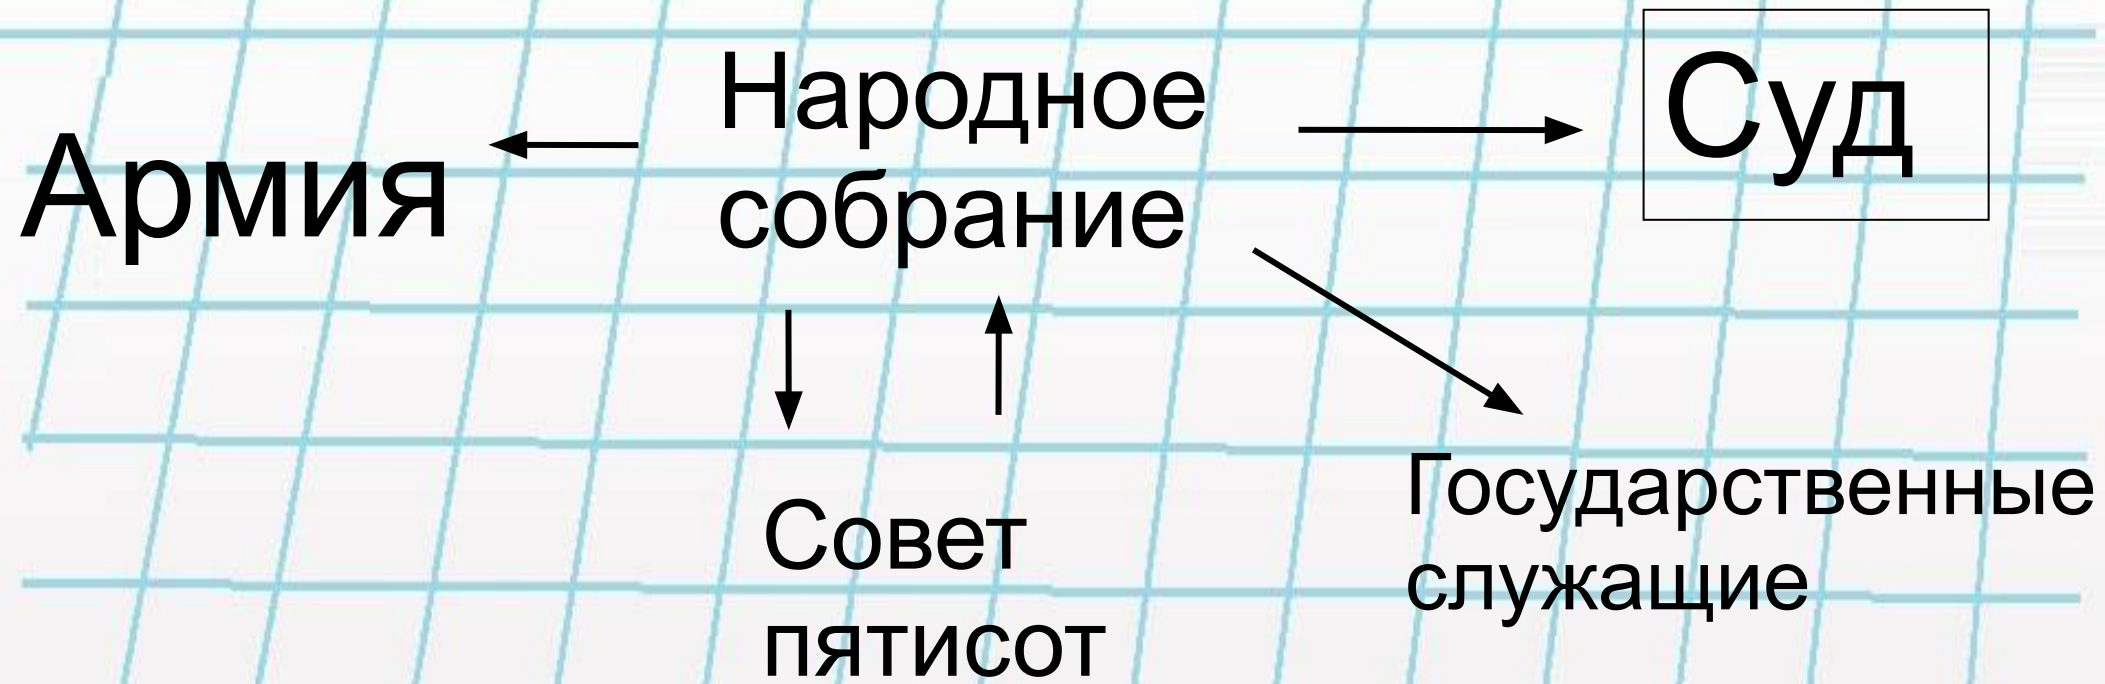 Народное
собрание
Суд
Армия
Совет
пятисот
Государственные
служащие